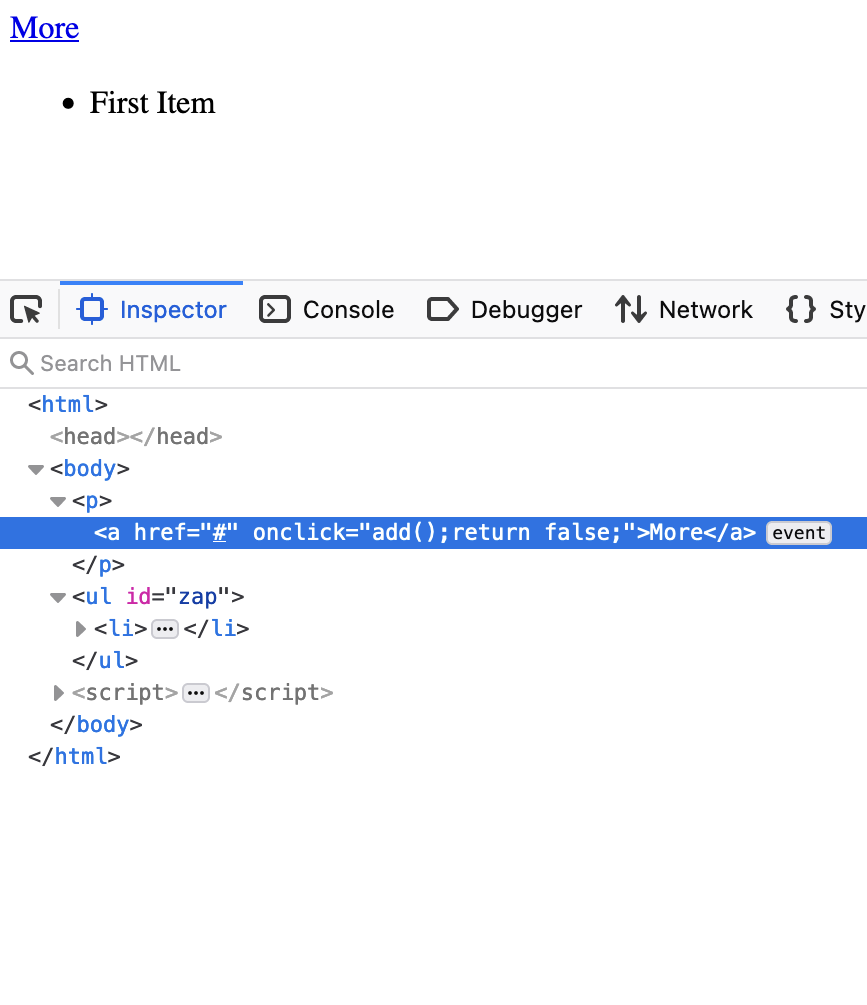 More
First Item
Inspector Console Debugger Network Sty
Search HTML
<html>
<head></head>
<body>
<p>
<a href="#" onclick="add();return false;">More</a> event
</p>
<ul id="zap">
<li>…</li>
</ul>
<script>…</script>
</body>
</html>